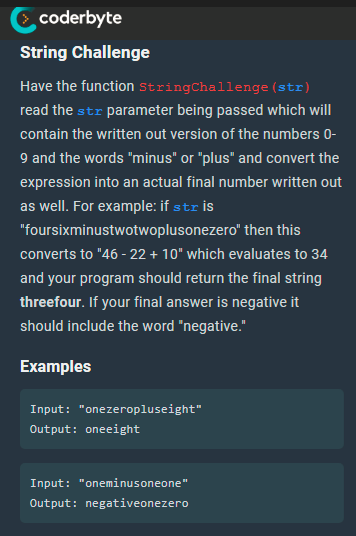 coderbyte
String Challenge
Have the function StringChallenge(str)
read the str parameter being passed which will
contain the written out version of the numbers 0-
9 and the words "minus" or "plus" and convert the
expression into an actual final number written out
as well. For example: if str is
"foursixminustwotwoplusonezero" then this
converts to "46 - 22 + 10" which evaluates to 34
and your program should return the final string
threefour. If your final answer is negative it
should include the word "negative."
Examples
Input: "onezeropluseight"
Output: oneeight
Input: "oneminusoneone"
Output: negativeonezero